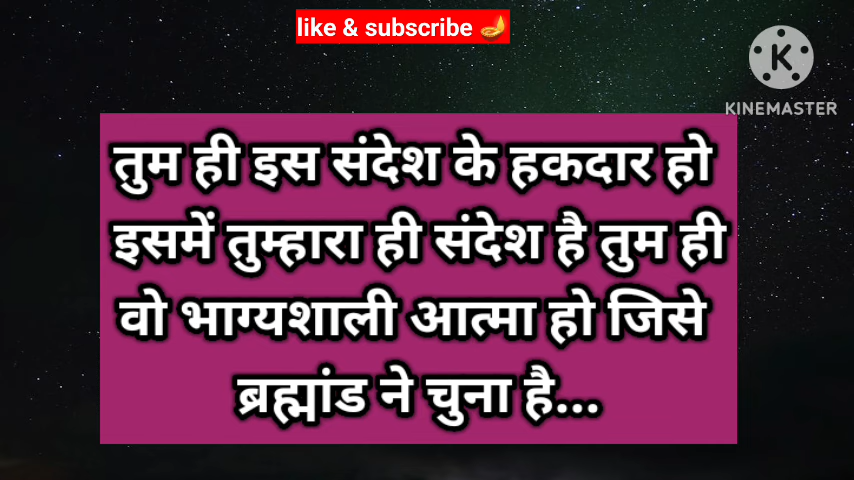 like & subscribe 🪔
K
KINEMASTER
तुम ही इस संदेश के हकदार हो
इसमें तुम्हारा ही संदेश है तुम ही
वो भाग्यशाली आत्मा हो जिसे
ब्रह्मांड ने चुना है...